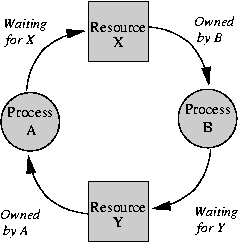 Waiting
for X
Resource
X
Owned
by B
Process
A
Process
B
Resource
Y
Owned
by A
Waiting
for Y